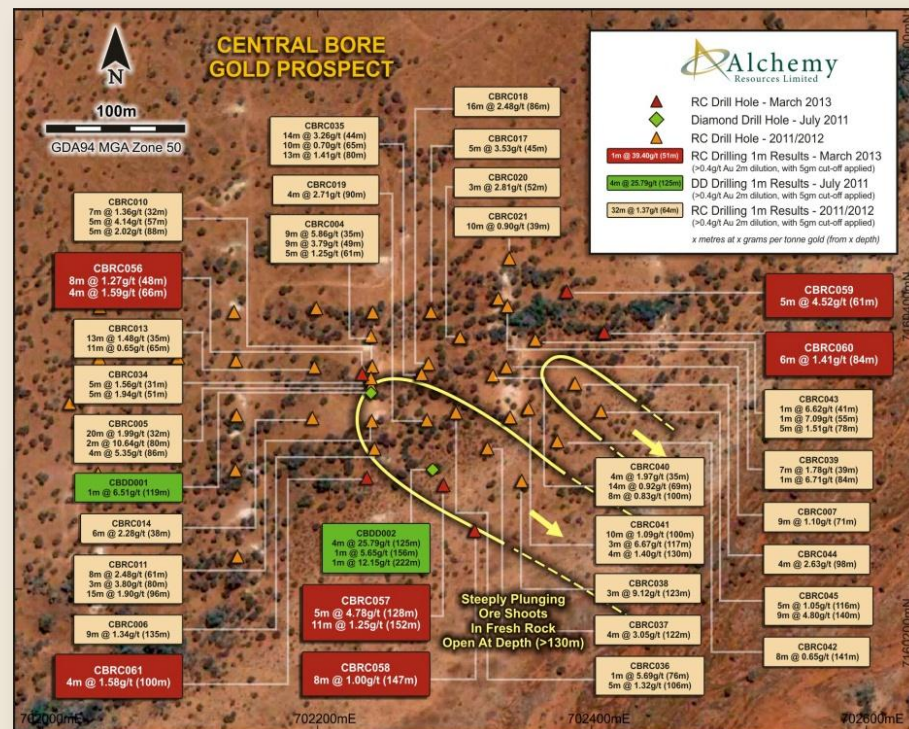 CENTRAL BORE
GOLD PROSPECT
N
100m
GDA94 MGA Zone 50
Alchemy
Resources Limited
RC Drill Hole - March 2013
Diamond Drill Hole - July 2011
RC Drill Hole - 2011/2012
1m @ 39.40g/t (51m)
RC Drilling 1m Results - March 2013
(>0.4g/t Au 2m dilution, with 5gm cut-off applied)
4m @ 25.79g/t (125m)
DD Drilling 1m Results - July 2011
(>0.4g/t Au 2m dilution, with 5gm cut-off applied)
32m @ 1.37g/t (64m)
RC Drilling 1m Results - 2011/2012
(>0.4g/t Au 2m dilution, with 5gm cut-off applied)
x metres at x grams per tonne gold (from x depth)
CBRC018
16m @ 2.48g/t (86m)
CBRC035
14m @ 3.26g/t (44m)
10m @ 0.70g/t (65m)
13m @ 1.41g/t (80m)
CBRC017
5m @ 3.53g/t (45m)
CBRC019
4m @ 2.71g/t (90m)
CBRC020
3m @ 2.81g/t (52m)
CBRC004
9m @ 5.86g/t (35m)
9m @ 3.79g/t (49m)
5m @ 1.25g/t (61m)
CBRC021
10m @ 0.90g/t (39m)
CBRC010
7m @ 1.36g/t (32m)
5m @ 4.14g/t (57m)
5m @ 2.02g/t (88m)
CBRC056
8m @ 1.27g/t (48m)
4m @ 1.59g/t (66m)
CBRC013
13m @ 1.48g/t (35m)
11m @ 0.65g/t (65m)
CBRC034
5m @ 1.56g/t (31m)
5m @ 1.94g/t (51m)
CBRC005
20m @ 1.99g/t (32m)
2m @ 10.64g/t (80m)
4m @ 5.35g/t (86m)
CBDD001
1m @ 6.51g/t (119m)
CBRC014
6m @ 2.28g/t (38m)
CBRC011
8m @ 2.48g/t (61m)
3m @ 3.80g/t (80m)
15m @ 1.90g/t (96m)
CBRC006
9m @ 1.34g/t (135m)
CBRC061
4m @ 1.58g/t (100m)
CBDD002
4m @ 25.79g/t (125m)
1m @ 5.65g/t (156m)
1m @ 12.15g/t (222m)
CBRC057
5m @ 4.78g/t (128m)
11m @ 1.25g/t (152m)
CBRC058
8m @ 1.00g/t (147m)
Steeply Plunging
Ore Shoots
In Fresh Rock
Open At Depth (>130m)
CBRC040
4m @ 1.97g/t (35m)
14m @ 0.92g/t (69m)
8m @ 0.83g/t (100m)
CBRC041
10m @ 1.09g/t (100m)
3m @ 6.67g/t (117m)
4m @ 1.40g/t (130m)
CBRC038
3m @ 9.12g/t (123m)
CBRC037
4m @ 3.05g/t (122m)
CBRC036
1m @ 5.69g/t (76m)
5m @ 1.32g/t (106m)
CBRC059
5m @ 4.52g/t (61m)
CBRC060
6m @ 1.41g/t (84m)
CBRC043
1m @ 6.62g/t (41m)
1m @ 7.09g/t (55m)
5m @ 1.51g/t (78m)
CBRC039
7m @ 1.78g/t (39m)
1m @ 6.71g/t (84m)
CBRC007
9m @ 1.10g/t (71m)
CBRC044
4m @ 2.63g/t (98m)
CBRC045
5m @ 1.05g/t (116m)
9m @ 4.80g/t (140m)
CBRC042
8m @ 0.65g/t (141m)
702000mE
702200mE
702400mE
702600mE